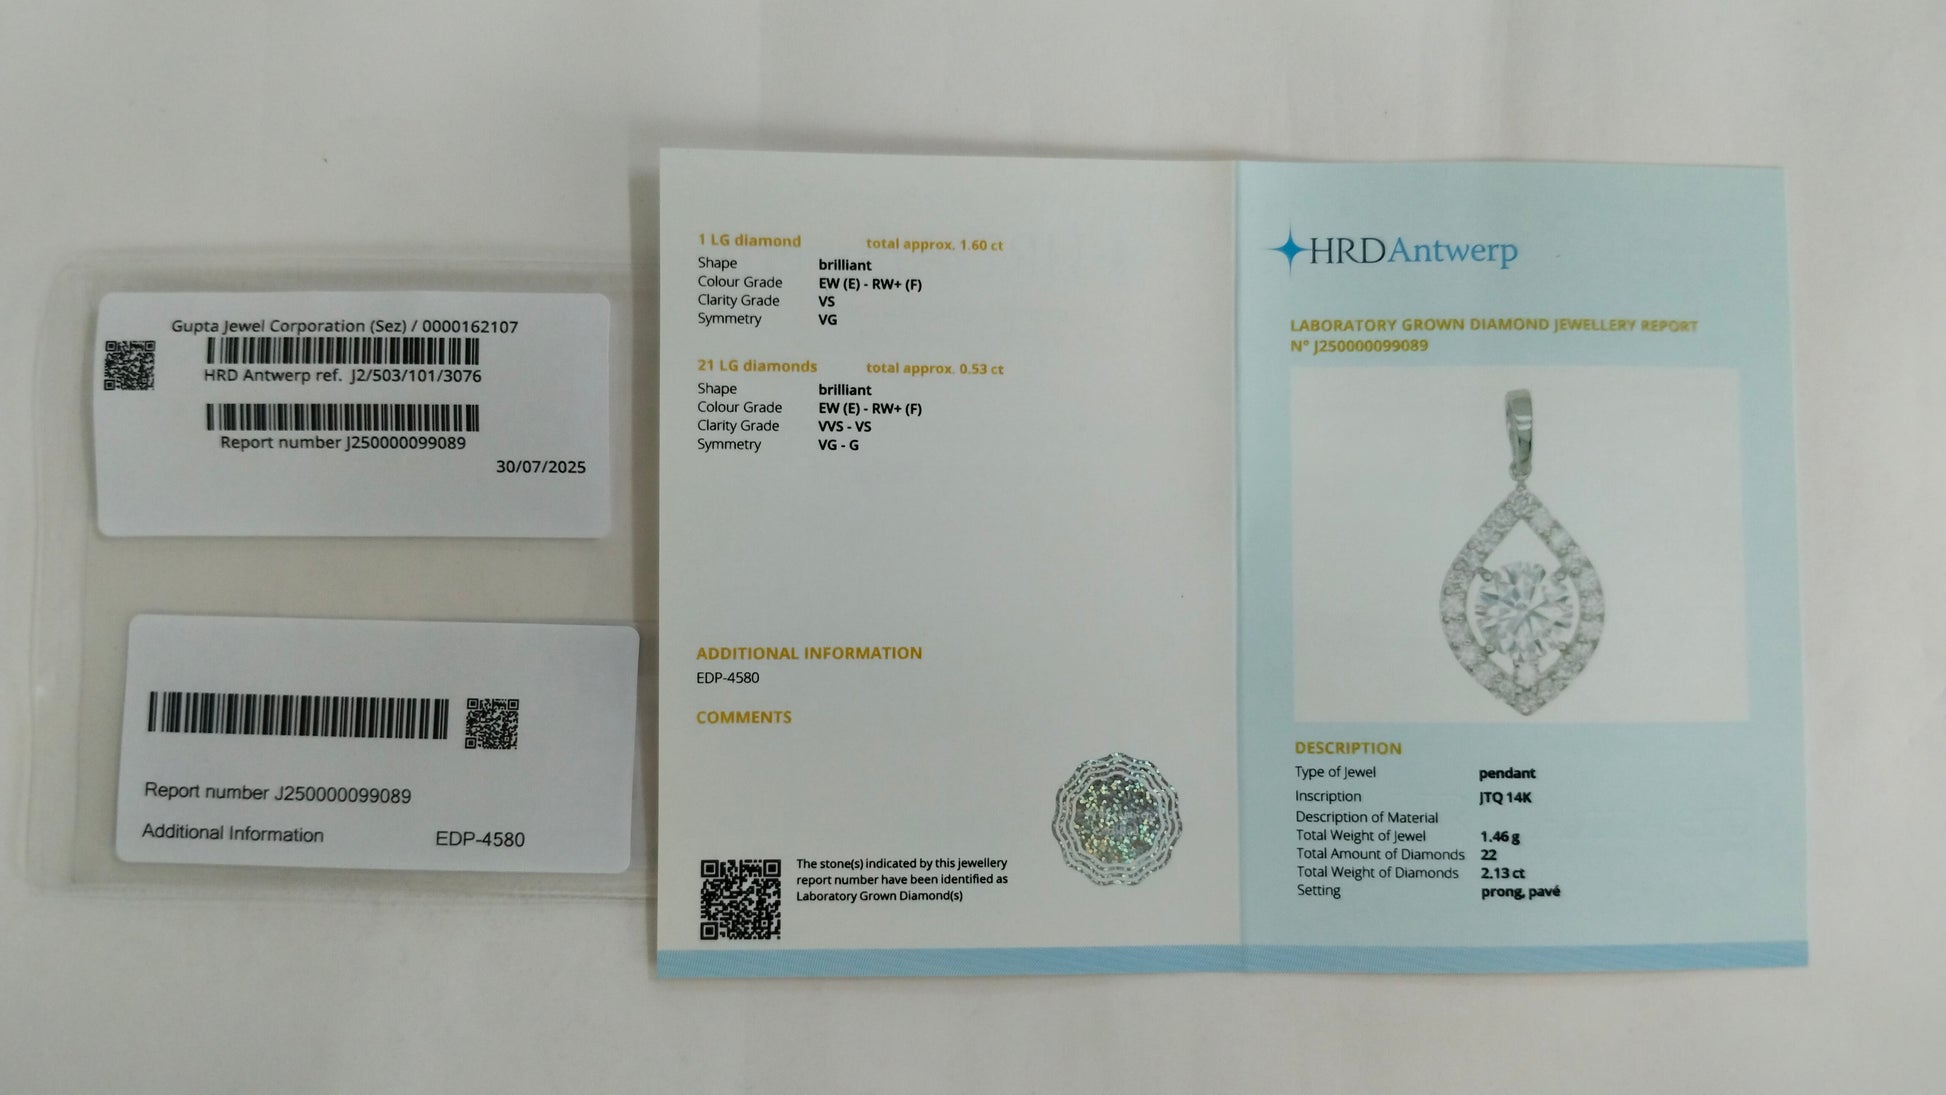 Gupta Jewel Corporation (Sez) / 0000162107
HRD Antwerp ref. J2/503/101/3076
Report number J250000099089
30/07/2025
Report number J250000099089
Additional Information EDP-4580
1 LG diamond total approx. 1.60 ct
Shape brilliant
Colour Grade EW (E) - RW+ (F)
Clarity Grade VS
Symmetry VG
21 LG diamonds total approx. 0.53 ct
Shape brilliant
Colour Grade EW (E) - RW+ (F)
Clarity Grade VVS - VS
Symmetry VG - G
ADDITIONAL INFORMATION
EDP-4580
COMMENTS
The stone(s) indicated by this jewellery
report number have been identified as
Laboratory Grown Diamond(s)
HRDAntwerp
LABORATORY GROWN DIAMOND JEWELLERY REPORT
N° J250000099089
DESCRIPTION
Type of Jewel pendant
Inscription JTQ 14K
Description of Material
Total Weight of Jewel 1.46 g
Total Amount of Diamonds 22
Total Weight of Diamonds 2.13 ct
Setting prong, pavé